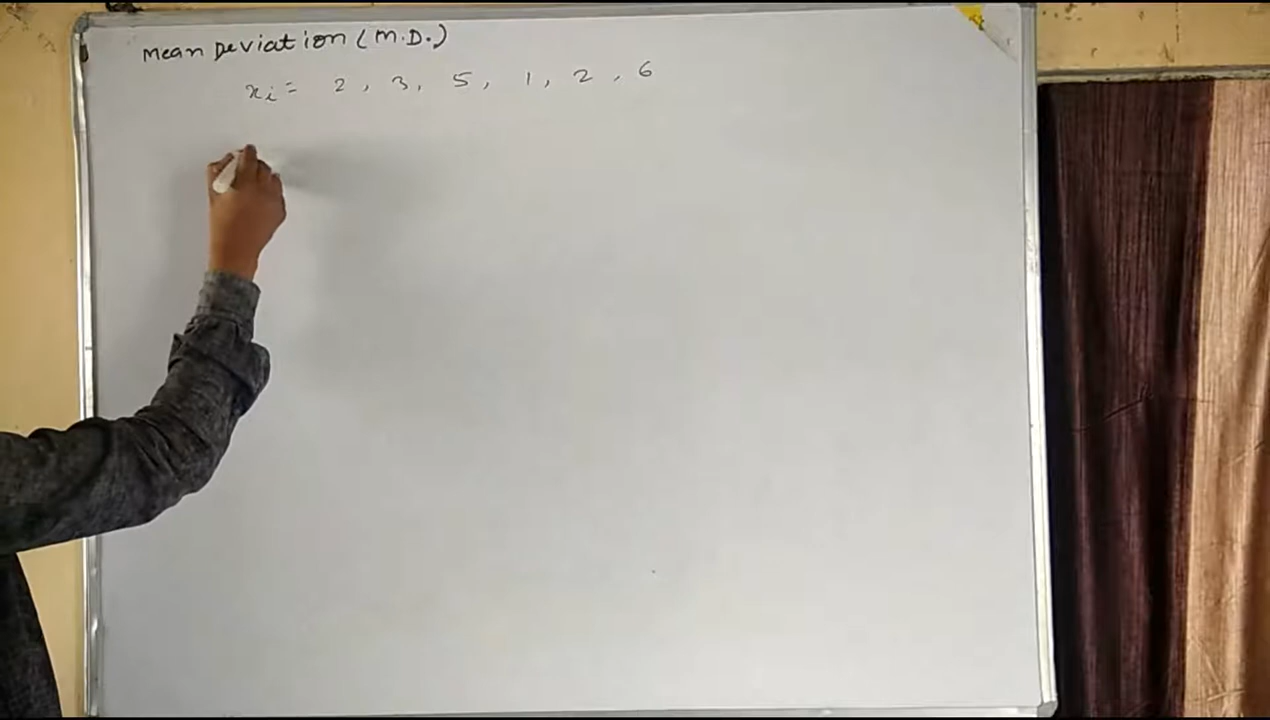 Mean Deviation (M.D.)
xi = 2, 3, 5, 1, 2, 6